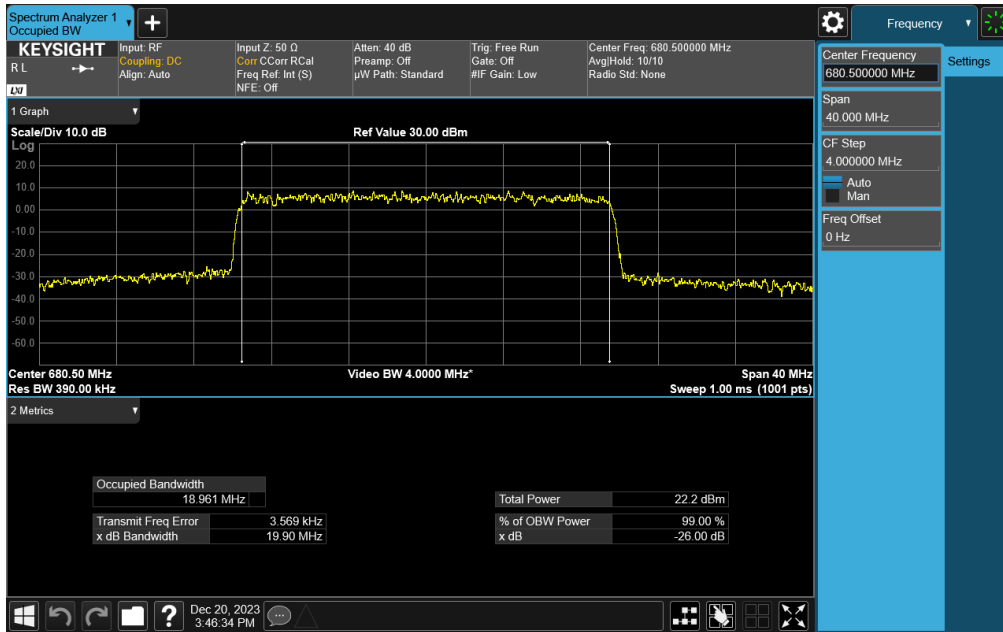 Spectrum Analyzer 1
Occupied BW
Frequency
KEYSIGHT
R L
LXI
Input: RF
Coupling: DC
Align: Auto
Input Z: 50 Ω
Corr CCorr RCal
Freq Ref: Int (S)
NFE: Off
Atten: 40 dB
Preamp: Off
µW Path: Standard
Trig: Free Run
Gate: Off
#IF Gain: Low
Center Freq: 680.500000 MHz
Avg|Hold: 10/10
Radio Std: None
Center Frequency
680.500000 MHz
Settings
Span
40.000 MHz
CF Step
4.000000 MHz
Auto
Man
Freq Offset
0 Hz
1 Graph
Scale/Div 10.0 dB
Ref Value 30.00 dBm
Log
20.0
10.0
0.00
-10.0
-20.0
-30.0
-40.0
-50.0
-60.0
Center 680.50 MHz
Video BW 4.0000 MHz*
Span 40 MHz
Res BW 390.00 kHz
Sweep 1.00 ms (1001 pts)
2 Metrics
Occupied Bandwidth
18.961 MHz
Total Power 22.2 dBm
Transmit Freq Error 3.569 kHz
% of OBW Power 99.00 %
x dB Bandwidth 19.90 MHz
x dB -26.00 dB
?
Dec 20, 2023
3:46:34 PM